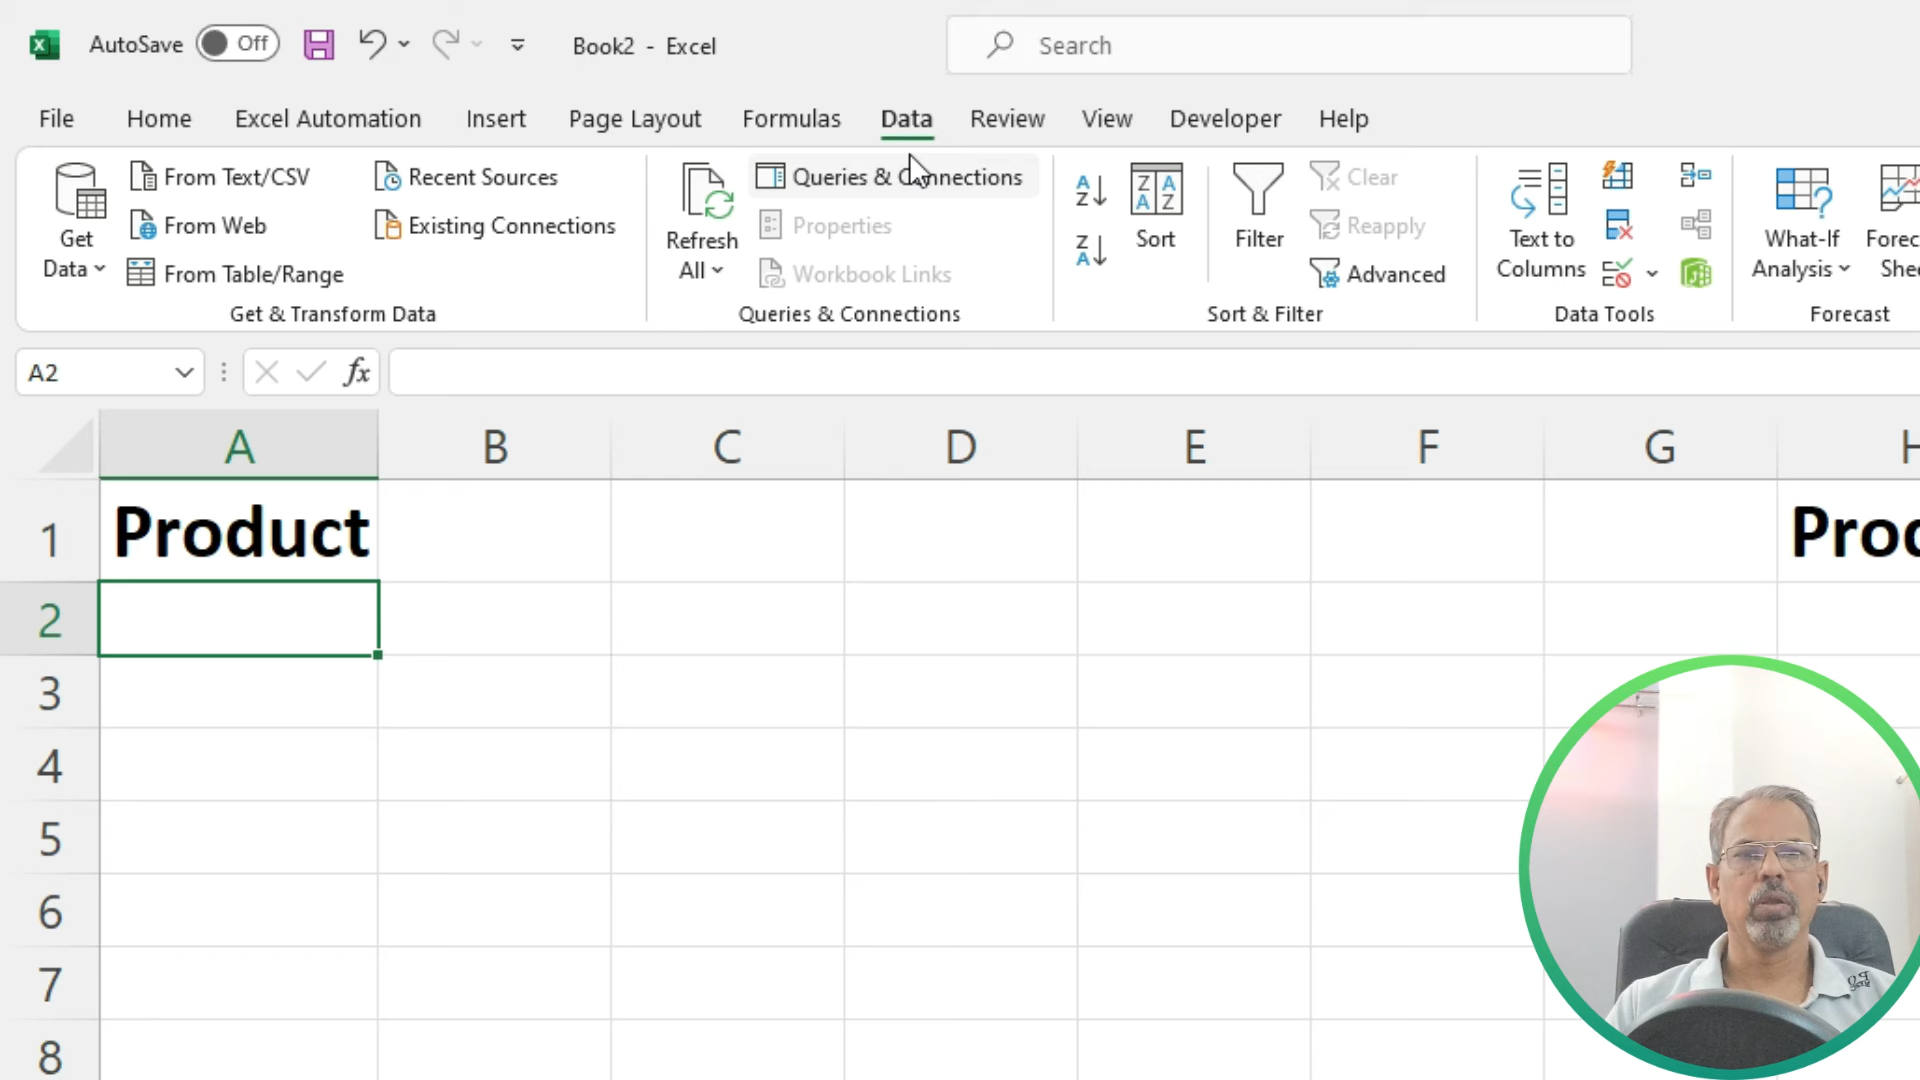 AutoSave Off Book2 - Excel Search
File Home Excel Automation Insert Page Layout Formulas Data Review View Developer Help
Get Data
From Text/CSV
From Web
From Table/Range
Recent Sources
Existing Connections
Get & Transform Data
Refresh All
Queries & Connections
Properties
Workbook Links
Queries & Connections
Sort
Filter
Clear
Reapply
Advanced
Sort & Filter
Text to Columns
Data Tools
What-If Analysis
Forecast
A2 fx
A B C D E F G H
1 Product
2
3
4
5
6
7
8